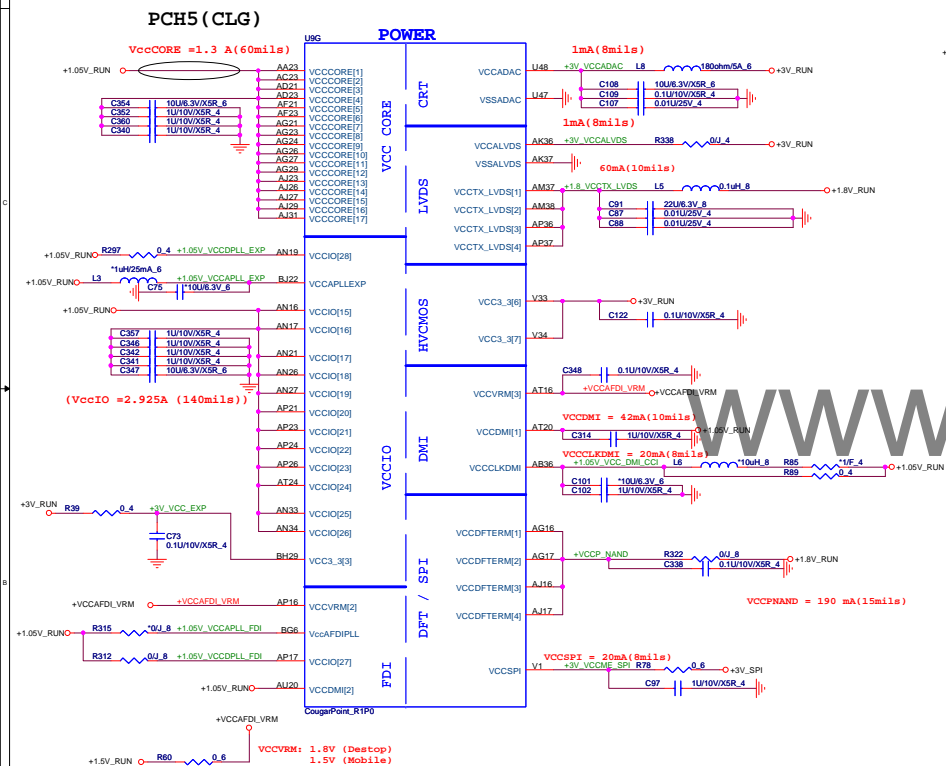 PCH5(CLG)
U9G
POWER
VccCORE =1.3 A(60mils)
+1.05V_RUN
AA23 VCCCORE[1]
AC23 VCCCORE[2]
AD21 VCCCORE[3]
AD23 VCCCORE[4]
AF21 VCCCORE[5]
AF23 VCCCORE[6]
AG21 VCCCORE[7]
AG23 VCCCORE[8]
AG24 VCCCORE[9]
AG26 VCCCORE[10]
AG27 VCCCORE[11]
AG29 VCCCORE[12]
AJ23 VCCCORE[13]
AJ26 VCCCORE[14]
AJ27 VCCCORE[15]
AJ29 VCCCORE[16]
AJ31 VCCCORE[17]
C354 10U/6.3V/X5R_6
C352 1U/10V/X5R_4
C360 1U/10V/X5R_4
C340 1U/10V/X5R_4
VCC CORE
CRT
LVDS
1mA(8mils)
VCCADAC U48 +3V_VCCADAC L8 180ohm/5A_6 +3V_RUN
VSSADAC U47
C108 10U/6.3V/X5R_6
C109 0.1U/10V/X5R_4
C107 0.01U/25V_4
1mA(8mils)
VCCALVDS AK36 +3V_VCCALVDS R338 0/J_4 +3V_RUN
VSSALVDS AK37
60mA(10mils)
VCCTX_LVDS[1] AM37 +1.8_VCCTX_LVDS L5 0.1uH_8 +1.8V_RUN
VCCTX_LVDS[2] AM38
VCCTX_LVDS[3] AP36
VCCTX_LVDS[4] AP37
C91 22U/6.3V_8
C87 0.01U/25V_4
C88 0.01U/25V_4
C
+1.05V_RUN R297 0_4 +1.05V_VCCDPLL_EXP AN19 VCCIO[28]
+1.05V_RUN L3 *1uH/25mA_6 +1.05V_VCCAPLL_EXP BJ22 VCCAPLLEXP
C75 *10U/6.3V_6
+1.05V_RUN AN16 VCCIO[15]
AN17 VCCIO[16]
AN21 VCCIO[17]
AN26 VCCIO[18]
AN27 VCCIO[19]
AP21 VCCIO[20]
AP23 VCCIO[21]
AP24 VCCIO[22]
AP26 VCCIO[23]
AT24 VCCIO[24]
AN33 VCCIO[25]
AN34 VCCIO[26]
BH29 VCC3_3[3]
C357 1U/10V/X5R_4
C346 1U/10V/X5R_4
C342 1U/10V/X5R_4
C341 1U/10V/X5R_4
C347 10U/6.3V/X5R_6
(VccIO =2.925A (140mils))
VCCIO
HVCMOS
DMI
DFT / SPI
FDI
VCC3_3[6] V33 +3V_RUN
VCC3_3[7] V34
C122 0.1U/10V/X5R_4
C348 0.1U/10V/X5R_4
VCCVRM[3] AT16 +VCCAFDI_VRM +VCCAFDI_VRM
VCCDMI = 42mA(10mils)
VCCDMI[1] AT20 +1.05V_RUN
C314 1U/10V/X5R_4
VCCCLKDMI = 20mA(8mils)
VCCCLKDMI AB36 +1.05V_VCC_DMI_CCI L6 *10uH_8 R85 *1/F_4 +1.05V_RUN
R89 0_4
C101 *10U/6.3V_6
C102 1U/10V/X5R_4
WWW
+3V_RUN R39 0_4 +3V_VCC_EXP
C73
0.1U/10V/X5R_4
VCCDFTERM[1] AG16
VCCDFTERM[2] AG17 +VCCP_NAND R322 0/J_8 +1.8V_RUN
VCCDFTERM[3] AJ16
VCCDFTERM[4] AJ17
C338 0.1U/10V/X5R_4
VCCPNAND = 190 mA(15mils)
B
+VCCAFDI_VRM +VCCAFDI_VRM AP16 VCCVRM[2]
+1.05V_RUN R315 *0/J_8 +1.05V_VCCAPLL_FDI BG6 VccAFDIPLL
R312 0/J_8 +1.05V_VCCDPLL_FDI AP17 VCCIO[27]
+1.05V_RUN AU20 VCCDMI[2]
VCCSPI = 20mA(8mils)
VCCSPI V1 +3V_VCCME_SPI R78 0_6 +3V_SPI
C97 1U/10V/X5R_4
CougarPoint_R1P0
+VCCAFDI_VRM
VCCVRM: 1.8V (Destop)
1.5V (Mobile)
+1.5V_RUN R60 0_6